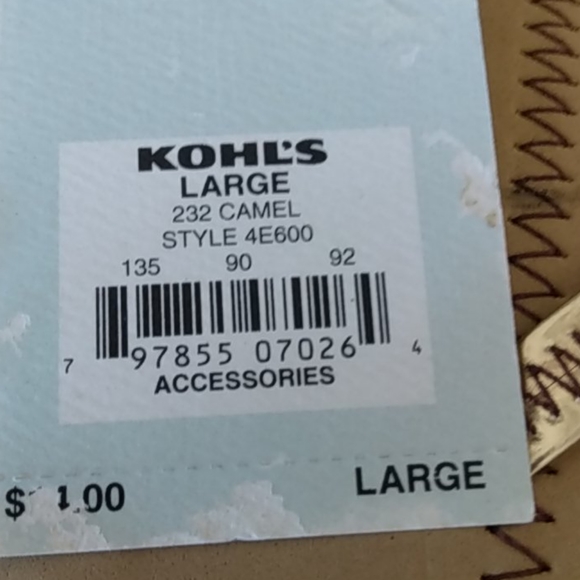 KOHL'S
LARGE
232 CAMEL
STYLE 4E600
135 90 92
7 97855 07026 4
ACCESSORIES
LARGE